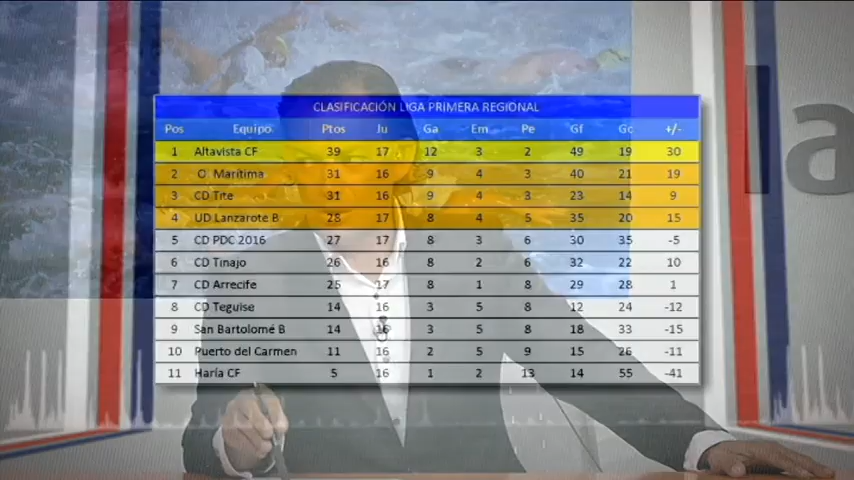 CLASIFICACIÓN LIGA PRIMERA REGIONAL
Pos Equipo Ptos Ju Ga Em Pe Gf Gc +/-
1 Altavista CF 39 17 12 3 2 49 19 30
2 O. Marítima 31 16 9 4 3 40 21 19
3 CD Tite 31 16 9 4 3 23 14 9
4 UD Lanzarote B 28 17 8 4 5 35 20 15
5 CD PDC 2016 27 17 8 3 6 30 35 -5
6 CD Tinajo 26 16 8 2 6 32 22 10
7 CD Arrecife 25 17 8 1 8 29 28 1
8 CD Teguise 14 16 3 5 8 12 24 -12
9 San Bartolomé B 14 16 3 5 8 18 33 -15
10 Puerto del Carmen 11 16 2 5 9 15 26 -11
11 Haría CF 5 16 1 2 13 14 55 -41
la